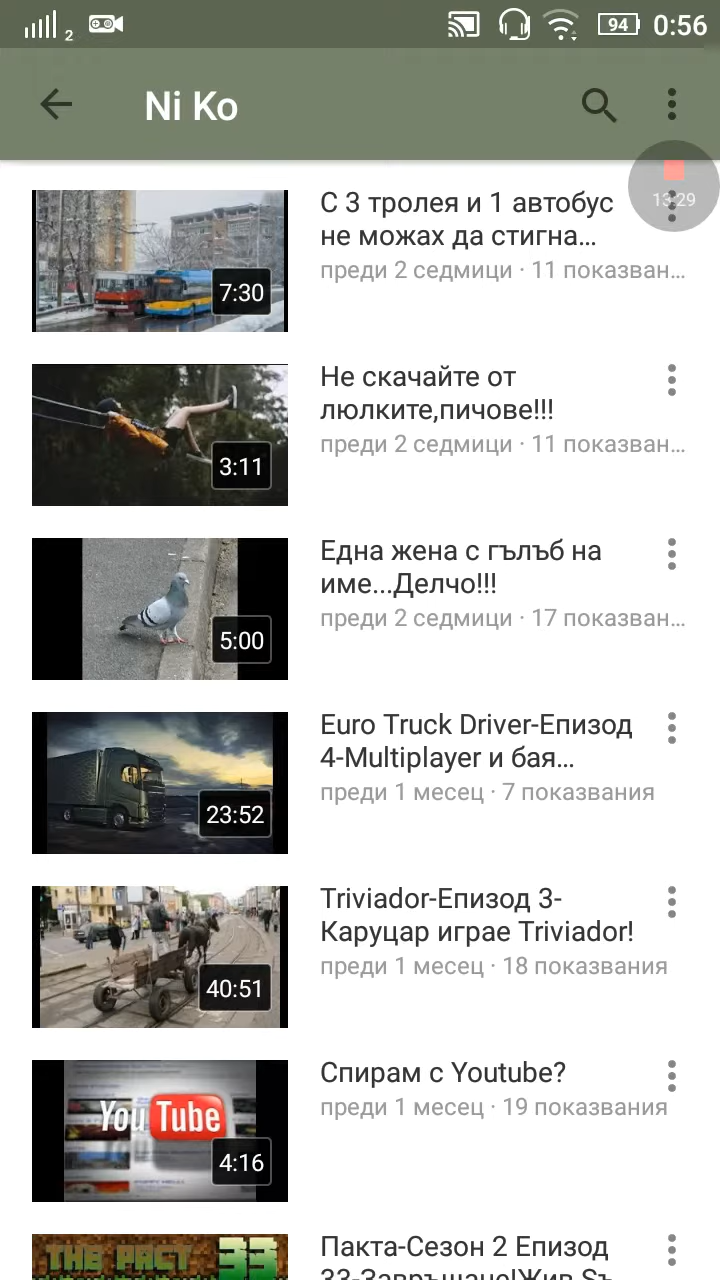 2 94 0:56
Ni Ko
13:29
С 3 тролея и 1 автобус
не можах да стигна...
преди 2 седмици · 11 показван...
7:30
Не скачайте от
люлките,пичове!!!
преди 2 седмици · 11 показван...
3:11
Една жена с гълъб на
име...Делчо!!!
преди 2 седмици · 17 показван...
5:00
Euro Truck Driver-Епизод
4-Multiplayer и бая...
преди 1 месец · 7 показвания
23:52
Triviador-Епизод 3-
Каруцар играе Triviador!
преди 1 месец · 18 показвания
40:51
Спирам с Youtube?
преди 1 месец · 19 показвания
You Tube
4:16
THE PACT 33
Пакта-Сезон 2 Епизод